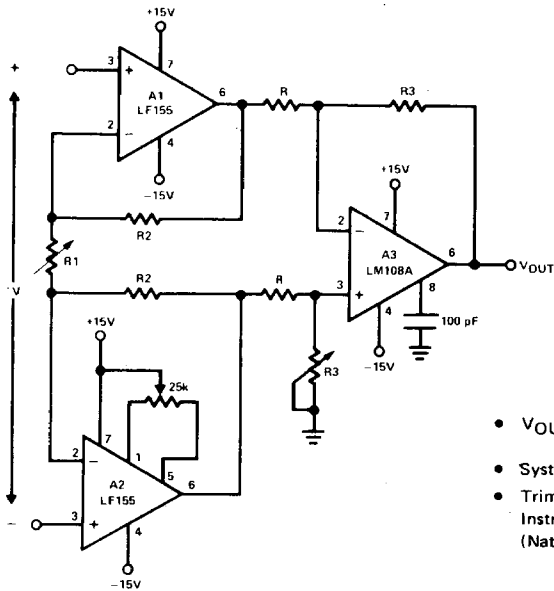 +15V
+
3
+
7
A1
LF155
6
R
R3
2
−
4
−15V
+15V
R2
2
−
7
A3
LM108A
6
VOUT
R1
V
R2
R
3
+
8
4
100 pF
−15V
+15V
25k
R3
7
1
5
2
−
A2
LF155
6
−
3
+
4
−15V
• VOU
• Syst
• Trim
Instr
(Nat